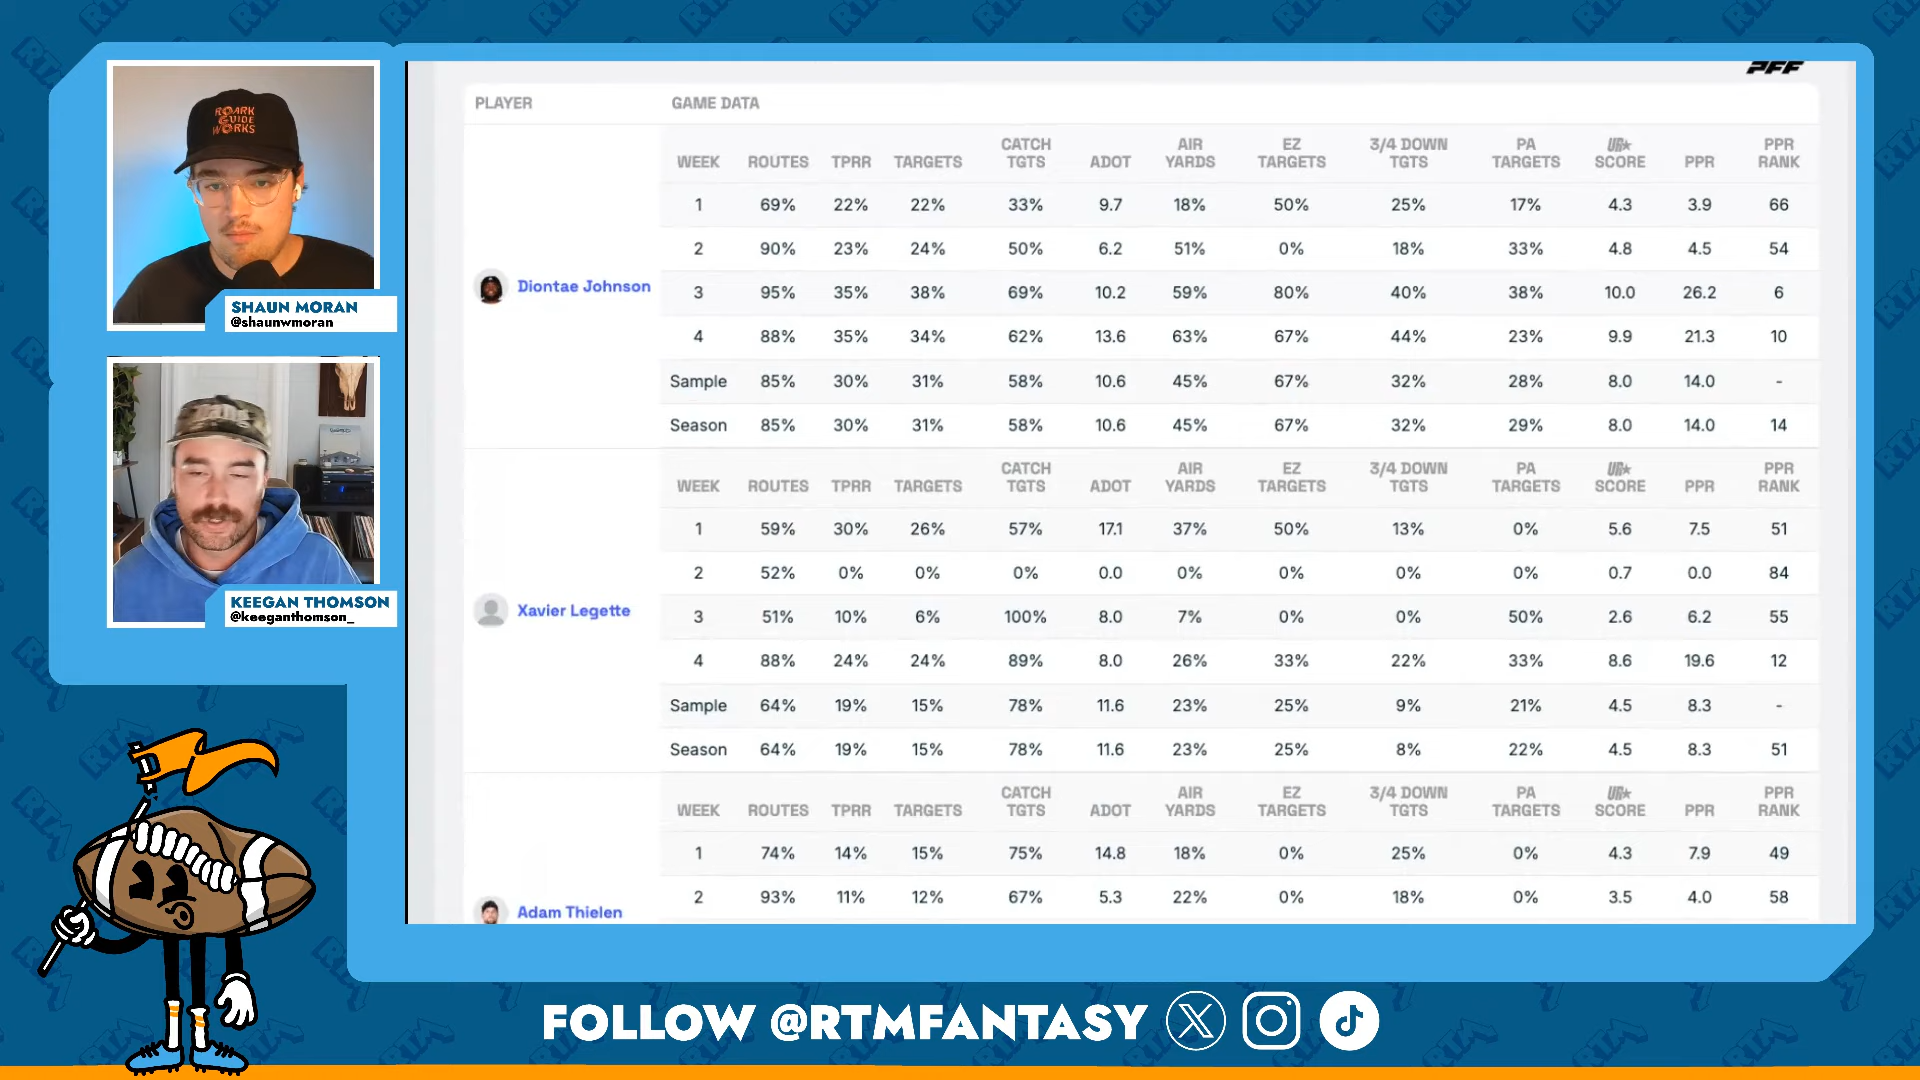 ROARK
GUIDE
WORKS
SHAUN MORAN
@shaunwmoran
KEEGAN THOMSON
@keeganthomson_
PFF
PLAYER GAME DATA
WEEK ROUTES TPRR TARGETS CATCH TGTS ADOT AIR YARDS EZ TARGETS 3/4 DOWN TGTS PA TARGETS UR★ SCORE PPR PPR RANK
Diontae Johnson
1 69% 22% 22% 33% 9.7 18% 50% 25% 17% 4.3 3.9 66
2 90% 23% 24% 50% 6.2 51% 0% 18% 33% 4.8 4.5 54
3 95% 35% 38% 69% 10.2 59% 80% 40% 38% 10.0 26.2 6
4 88% 35% 34% 62% 13.6 63% 67% 44% 23% 9.9 21.3 10
Sample 85% 30% 31% 58% 10.6 45% 67% 32% 28% 8.0 14.0 -
Season 85% 30% 31% 58% 10.6 45% 67% 32% 29% 8.0 14.0 14
WEEK ROUTES TPRR TARGETS CATCH TGTS ADOT AIR YARDS EZ TARGETS 3/4 DOWN TGTS PA TARGETS UR★ SCORE PPR PPR RANK
Xavier Legette
1 59% 30% 26% 57% 17.1 37% 50% 13% 0% 5.6 7.5 51
2 52% 0% 0% 0% 0.0 0% 0% 0% 0% 0.7 0.0 84
3 51% 10% 6% 100% 8.0 7% 0% 0% 50% 2.6 6.2 55
4 88% 24% 24% 89% 8.0 26% 33% 22% 33% 8.6 19.6 12
Sample 64% 19% 15% 78% 11.6 23% 25% 9% 21% 4.5 8.3 -
Season 64% 19% 15% 78% 11.6 23% 25% 8% 22% 4.5 8.3 51
WEEK ROUTES TPRR TARGETS CATCH TGTS ADOT AIR YARDS EZ TARGETS 3/4 DOWN TGTS PA TARGETS UR★ SCORE PPR PPR RANK
1 74% 14% 15% 75% 14.8 18% 0% 25% 0% 4.3 7.9 49
2 93% 11% 12% 67% 5.3 22% 0% 18% 0% 3.5 4.0 58
Adam Thielen
FOLLOW @RTMFANTASY